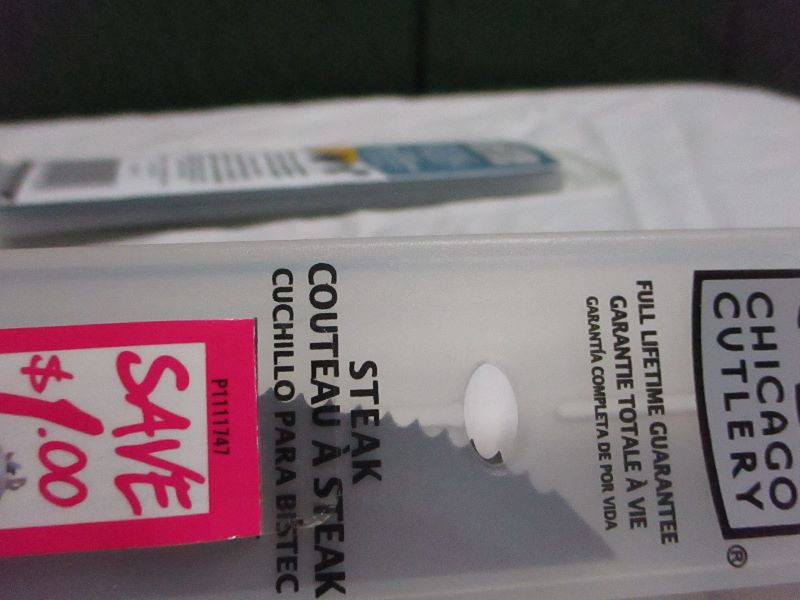 CHICAGO
CUTLERY
®
FULL LIFETIME GUARANTEE
GARANTIE TOTALE À VIE
GARANTÍA COMPLETA DE POR VIDA
STEAK
COUTEAU À STEAK
CUCHILLO PARA BISTEC
P1111747
SAVE
$1.00